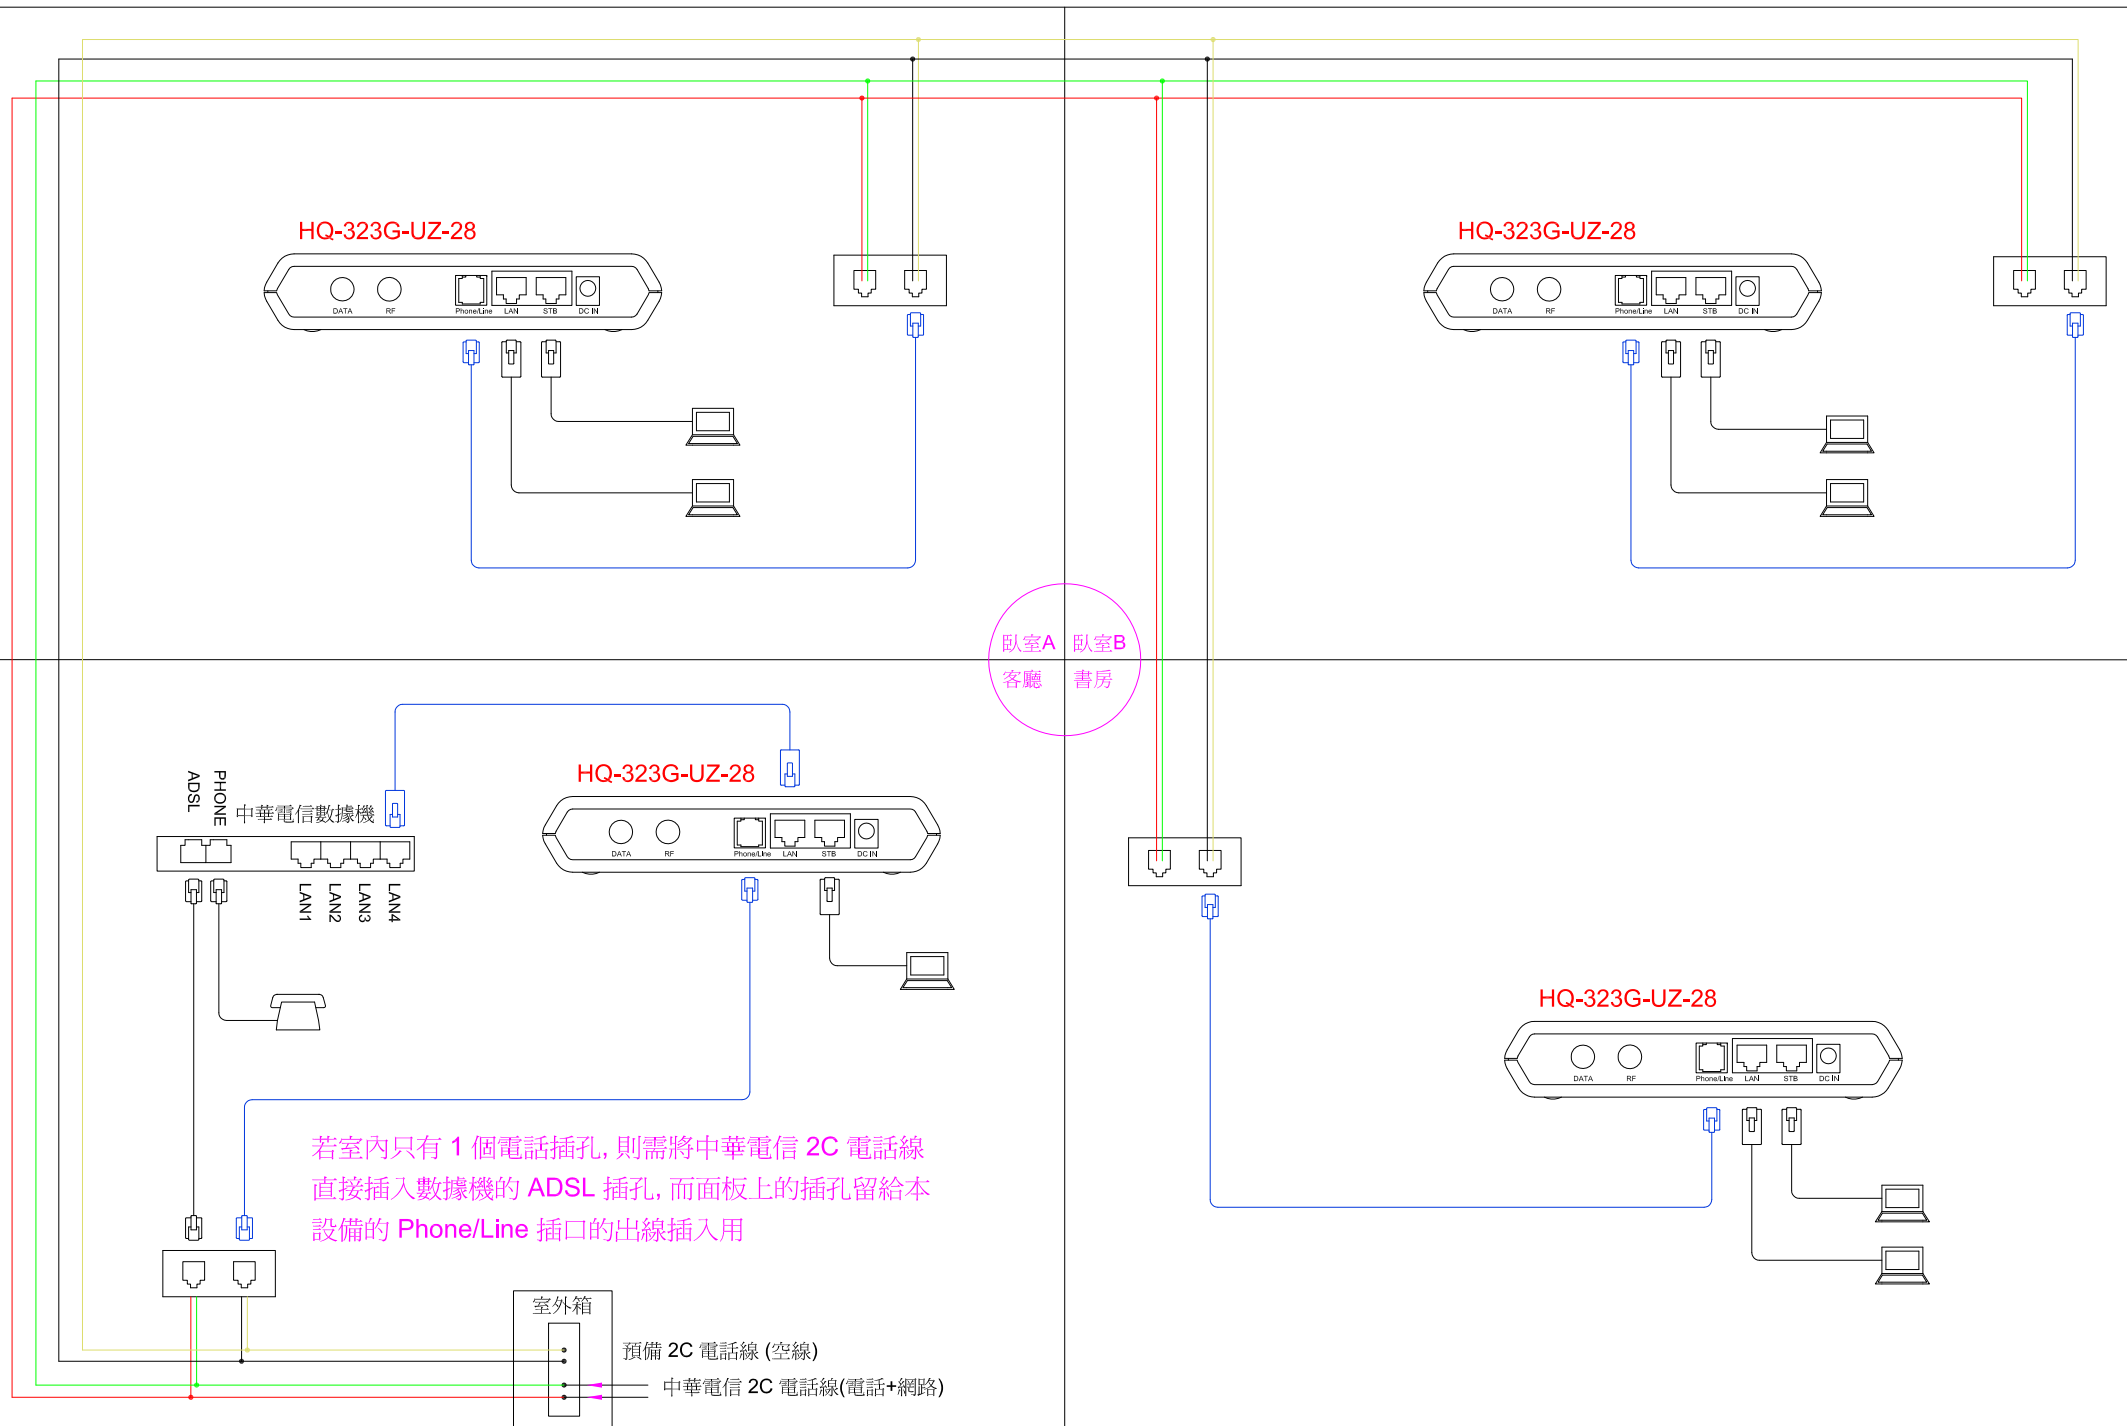 HQ-323G-UZ-28
DATA RF Phone/Line LAN STB DC IN
HQ-323G-UZ-28
DATA RF Phone/Line LAN STB DC IN
臥室A 臥室B
客廳 書房
ADSL
PHONE
中華電信數據機
LAN1
LAN2
LAN3
LAN4
HQ-323G-UZ-28
DATA RF Phone/Line LAN STB DC IN
HQ-323G-UZ-28
DATA RF Phone/Line LAN STB DC IN
若室內只有 1 個電話插孔, 則需將中華電信 2C 電話線
直接插入數據機的 ADSL 插孔, 而面板上的插孔留給本
設備的 Phone/Line 插口的出線插入用
室外箱
預備 2C 電話線 (空線)
中華電信 2C 電話線(電話+網路)